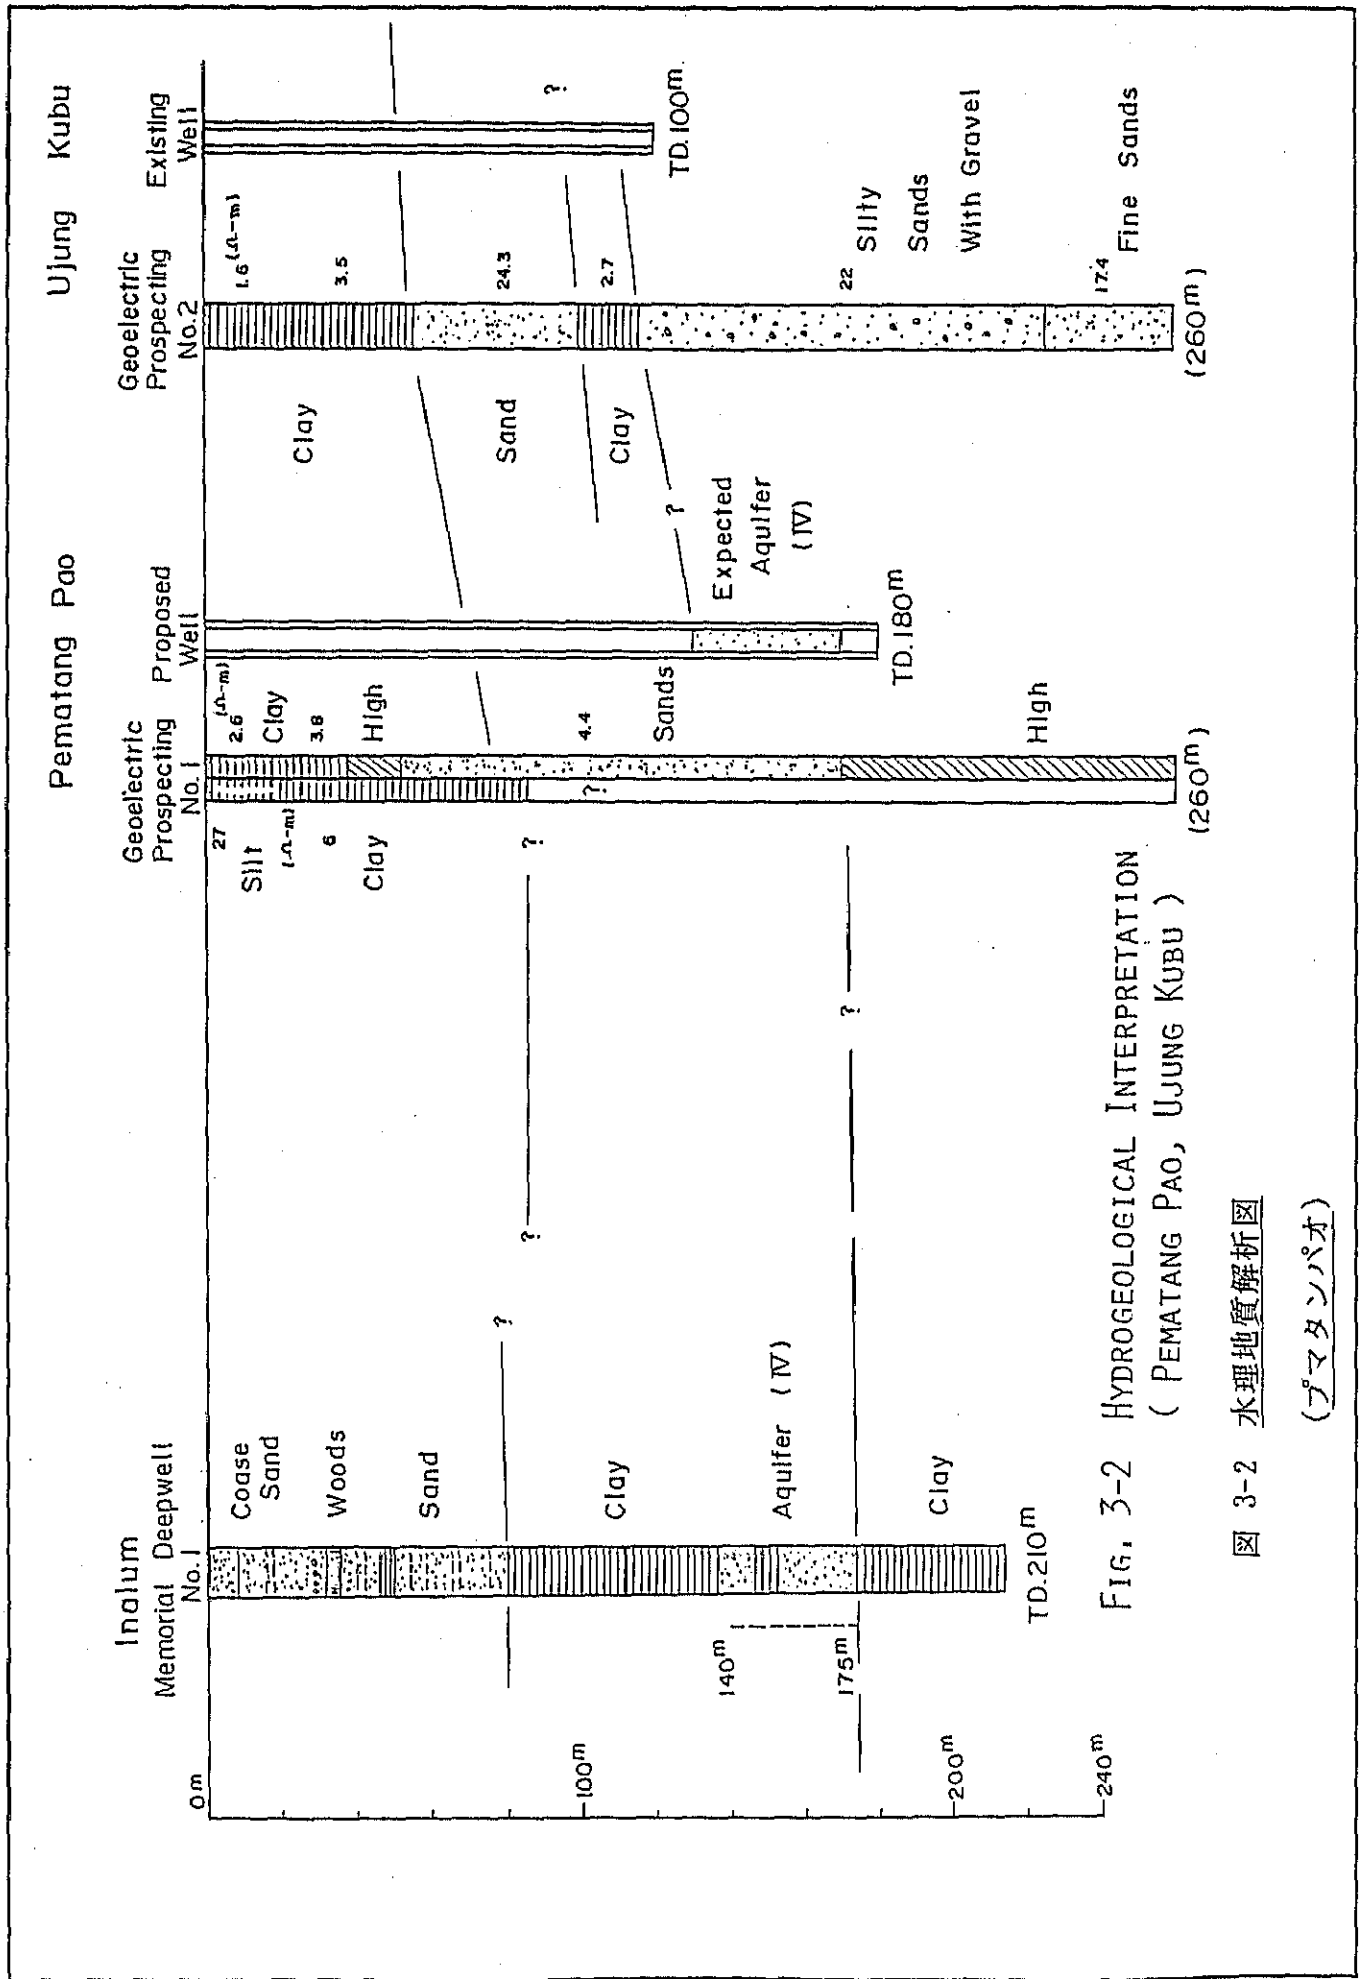 Inalum
Memorial Deepwell
No.1
Pematang Pao
Geoelectric
Prospecting
No.1
Proposed
Well
Ujung Kubu
Geoelectric
Prospecting
No.2
Existing
Well
0m
100m
200m
240m
140m
175m
Coase
Sand
Woods
Sand
Clay
Aquifer (IV)
Clay
TD.210m
?
?
?
?
27
Silt
(Ω-m)
6
Clay
2.6 (Ω-m)
Clay
3.8
High
?
4.4
Sands
High
(260m)
Expected
Aquifer
(IV)
TD.180m
Clay
Sand
Clay
?
1.6 (Ω-m)
3.5
24.3
2.7
22
Silty
Sands
With Gravel
17.4
Fine Sands
(260m)
?
TD.100m.
FIG. 3-2 HYDROGEOLOGICAL INTERPRETATION
( PEMATANG PAO, UJUNG KUBU )
図 3-2 水理地質解析図
(プマタンパオ)